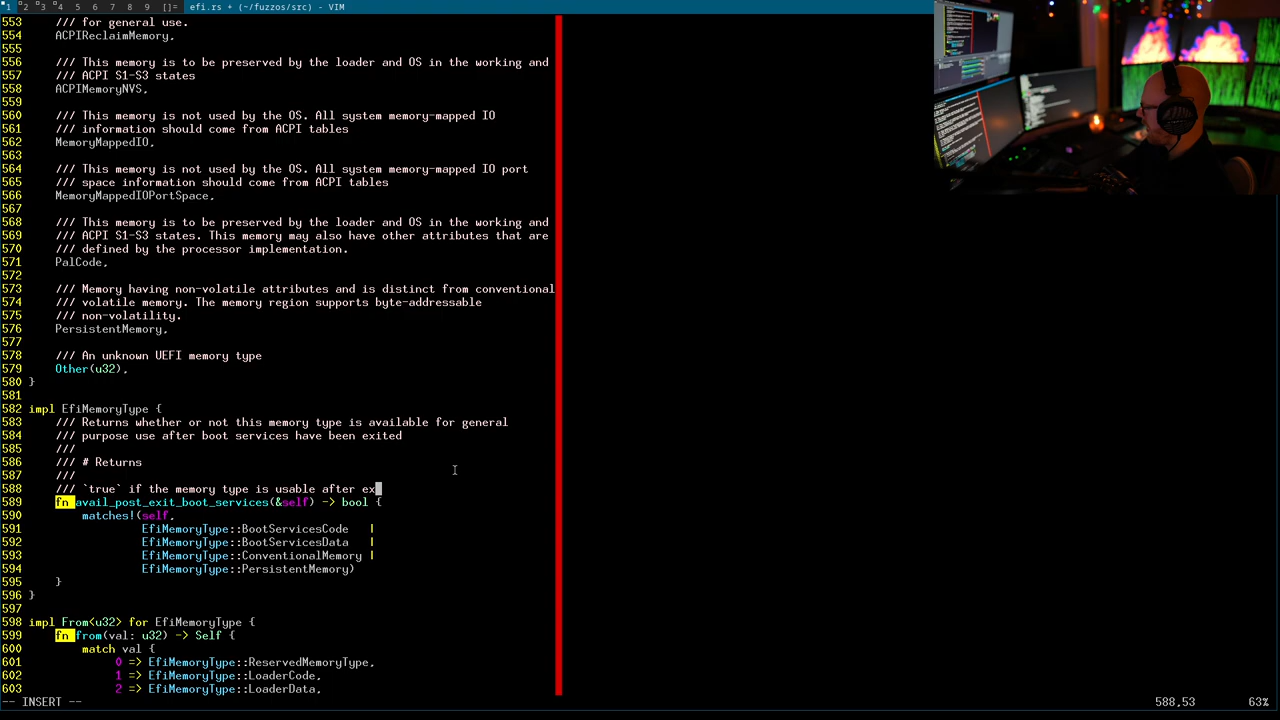 1 2 3 4 5 6 7 8 9 []= efi.rs + (~/fuzzos/src) - VIM
553     /// for general use.
554     ACPIReclaimMemory,
555
556     /// This memory is to be preserved by the loader and OS in the working and
557     /// ACPI S1-S3 states
558     ACPIMemoryNVS,
559
560     /// This memory is not used by the OS. All system memory-mapped IO
561     /// information should come from ACPI tables
562     MemoryMappedIO,
563
564     /// This memory is not used by the OS. All system memory-mapped IO port
565     /// space information should come from ACPI tables
566     MemoryMappedIOPortSpace,
567
568     /// This memory is to be preserved by the loader and OS in the working and
569     /// ACPI S1-S3 states. This memory may also have other attributes that are
570     /// defined by the processor implementation.
571     PalCode,
572
573     /// Memory having non-volatile attributes and is distinct from conventional
574     /// volatile memory. The memory region supports byte-addressable
575     /// non-volatility.
576     PersistentMemory,
577
578     /// An unknown UEFI memory type
579     Other(u32),
580 }
581
582 impl EfiMemoryType {
583     /// Returns whether or not this memory type is available for general
584     /// purpose use after boot services have been exited
585     ///
586     /// # Returns
587     ///
588     /// `true` if the memory type is usable after ex
589     fn avail_post_exit_boot_services(&self) -> bool {
590         matches!(self,
591                  EfiMemoryType::BootServicesCode   |
592                  EfiMemoryType::BootServicesData   |
593                  EfiMemoryType::ConventionalMemory |
594                  EfiMemoryType::PersistentMemory)
595     }
596 }
597
598 impl From<u32> for EfiMemoryType {
599     fn from(val: u32) -> Self {
600         match val {
601              0 => EfiMemoryType::ReservedMemoryType,
602              1 => EfiMemoryType::LoaderCode,
603              2 => EfiMemoryType::LoaderData,
-- INSERT -- 588,53 63%